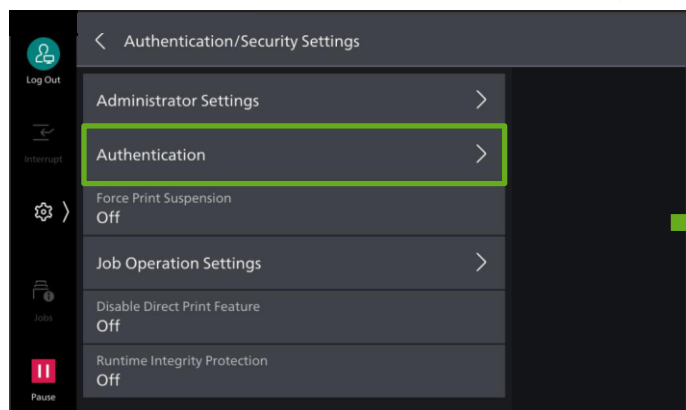 Authentication/Security Settings
Log Out
Administrator Settings
Interrupt
Authentication
Force Print Suspension
Off
Job Operation Settings
Jobs
Disable Direct Print Feature
Off
Runtime Integrity Protection
Off
Pause